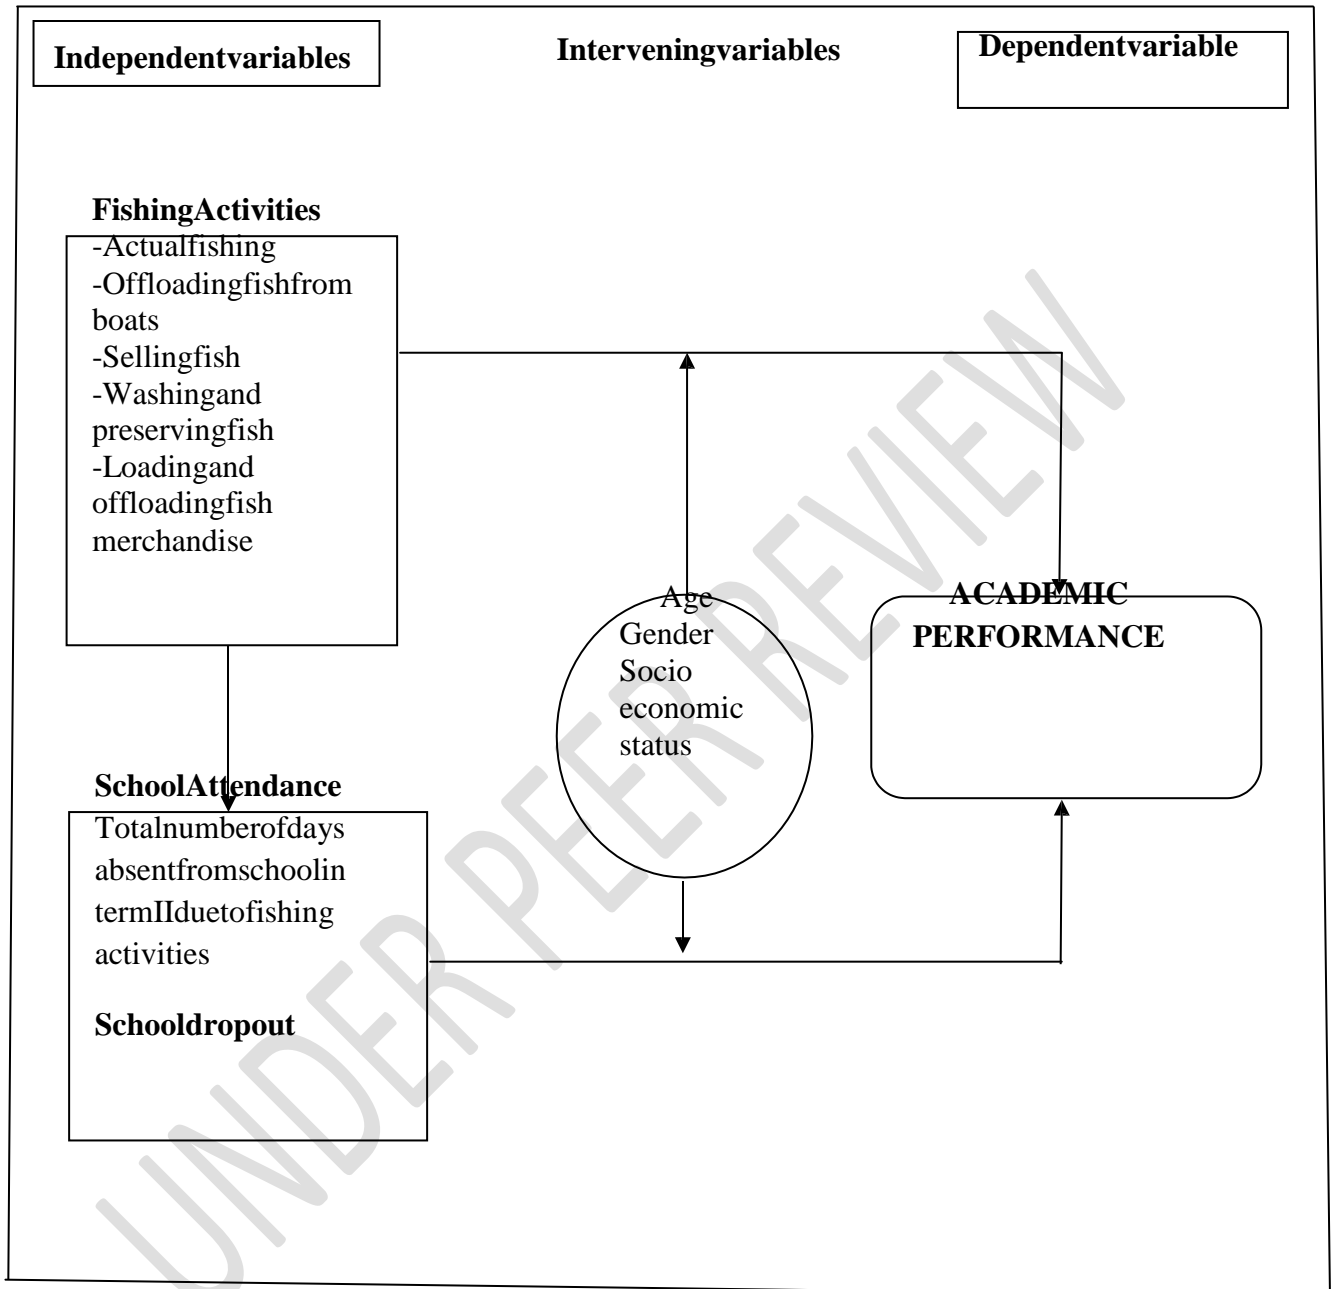 Independentvariables
Interveningvariables
Dependentvariable
FishingActivities
-Actualfishing
-Offloadingfishfrom
boats
-Sellingfish
-Washingand
preservingfish
-Loadingand
offloadingfish
merchandise
Age
Gender
Socio
economic
status
ACADEMIC
PERFORMANCE
SchoolAttendance
Totalnumberofdays
absentfromschoolin
termIIduetofishing
activities
Schooldropout
UNDER PEER REVIEW